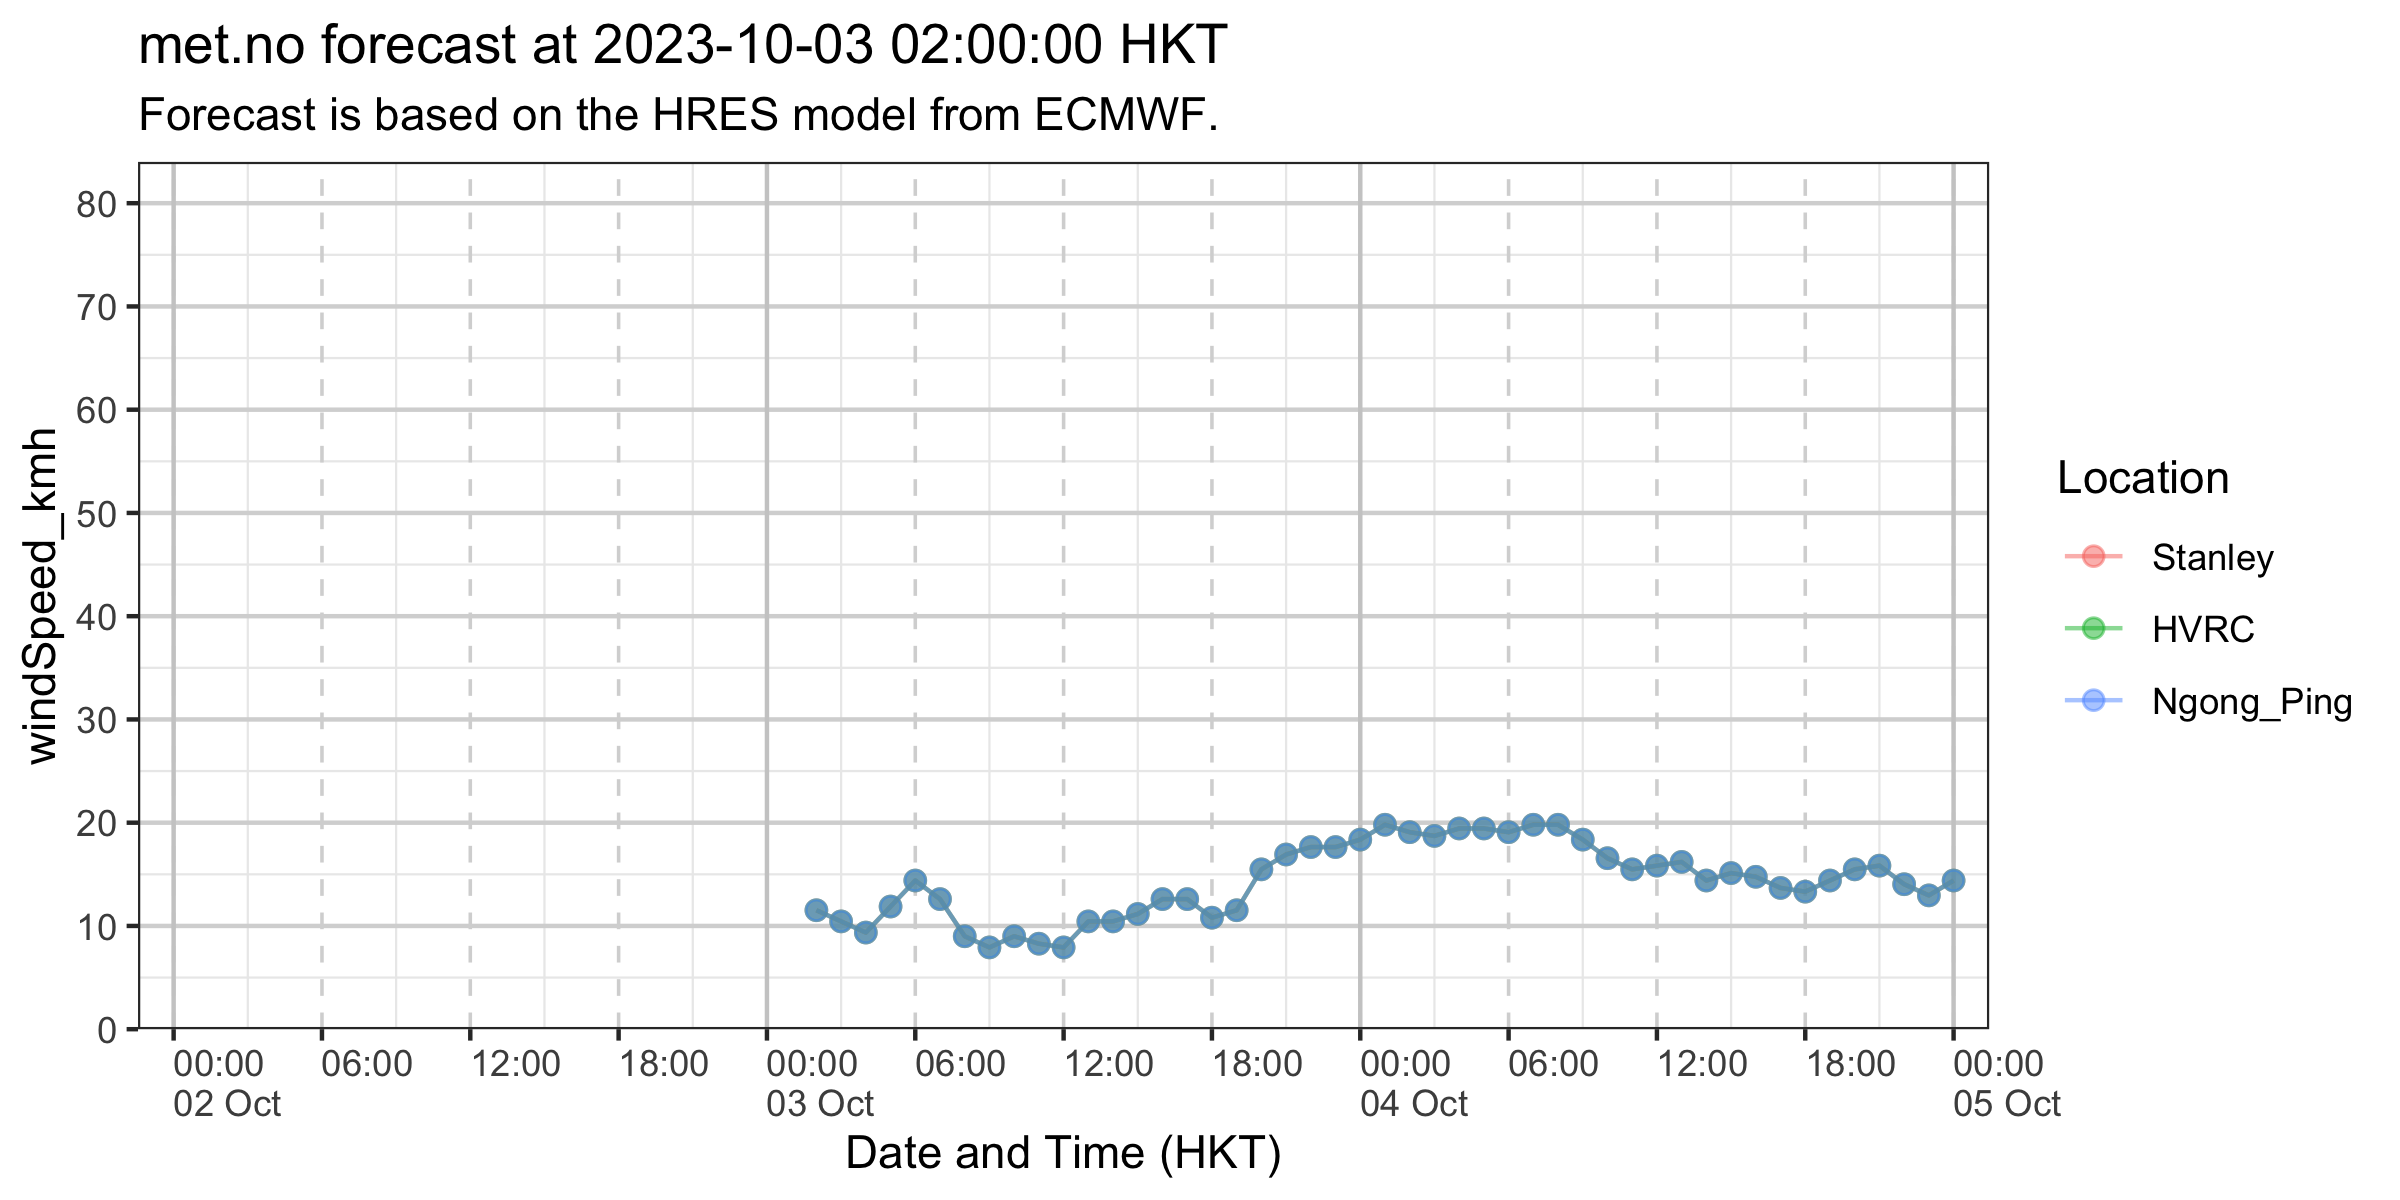 met.no forecast at 2023-10-03 02:00:00 HKT
Forecast is based on the HRES model from ECMWF.
windSpeed_kmh
80
70
60
50
40
30
20
10
0
00:00 06:00 12:00 18:00 00:00 06:00 12:00 18:00 00:00 06:00 12:00 18:00 00:00
02 Oct 03 Oct 04 Oct 05 Oct
Date and Time (HKT)
Location
Stanley
HVRC
Ngong_Ping